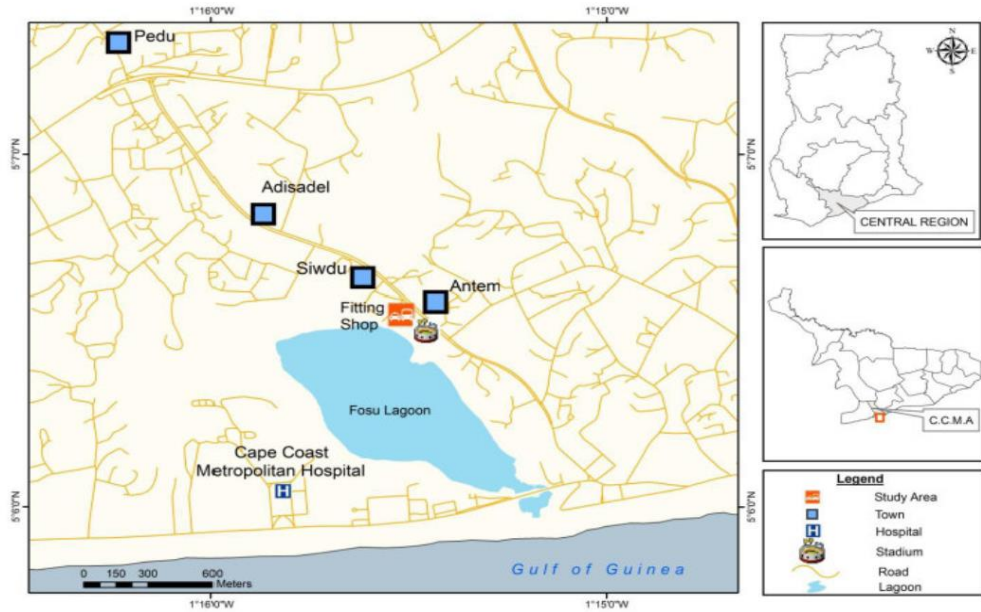 1°16'0"W
1°15'0"W
Pedu
5°7'0"N
5°7'0"N
Adisadel
Siwdu
Antem
Fitting
Shop
Fosu Lagoon
Cape Coast
Metropolitan Hospital
H
5°6'0"N
5°6'0"N
0 150 300 600
Meters
Gulf of Guinea
1°16'0"W
1°15'0"W
N
W E
S
CENTRAL REGION
C.C.M.A
Legend
Study Area
Town
H
Hospital
Stadium
Road
Lagoon